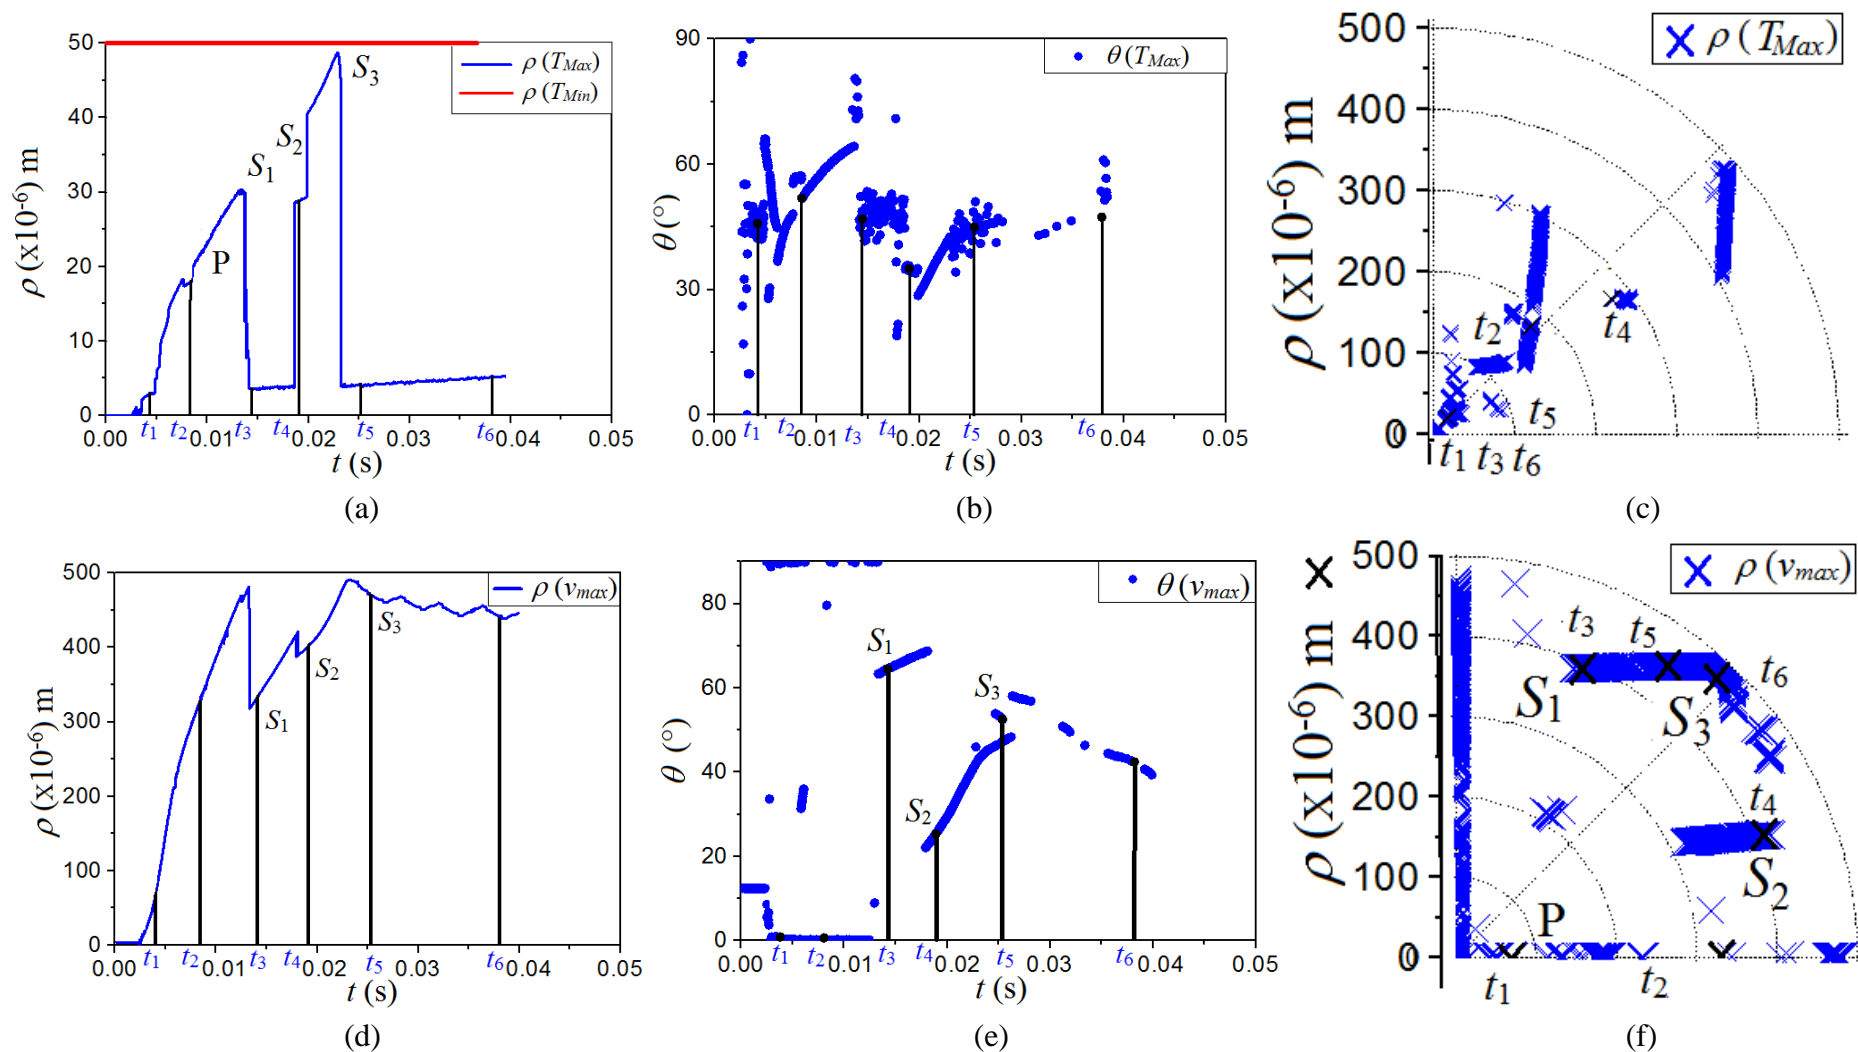 50
40
30
20
10
0
ρ (x10⁻⁶) m
S₁
S₂
S₃
P
ρ (T_Max)
ρ (T_Min)
0.00 0.01 0.02 0.03 0.04 0.05
t₁ t₂ t₃ t₄ t₅ t₆
t (s)
(a)
90
60
30
0
θ (°)
θ (T_Max)
0.00 0.01 0.02 0.03 0.04 0.05
t₁ t₂ t₃ t₄ t₅ t₆
t (s)
(b)
500
400
300
200
100
0
ρ (x10⁻⁶) m
ρ (T_Max)
t₂
t₄
t₅
t₁ t₃ t₆
(c)
500
400
300
200
100
0
ρ (x10⁻⁶) m
ρ (v_max)
S₁
S₂
S₃
0.00 0.01 0.02 0.03 0.04 0.05
t₁ t₂ t₃ t₄ t₅ t₆
t (s)
(d)
80
60
40
20
0
θ (°)
θ (v_max)
S₁
S₂
S₃
0.00 0.01 0.02 0.03 0.04 0.05
t₁ t₂ t₃ t₄ t₅ t₆
t (s)
(e)
500
400
300
200
100
0
ρ (x10⁻⁶) m
ρ (v_max)
t₃ t₅
t₆
S₁
S₃
t₄
S₂
P
t₁ t₂
(f)